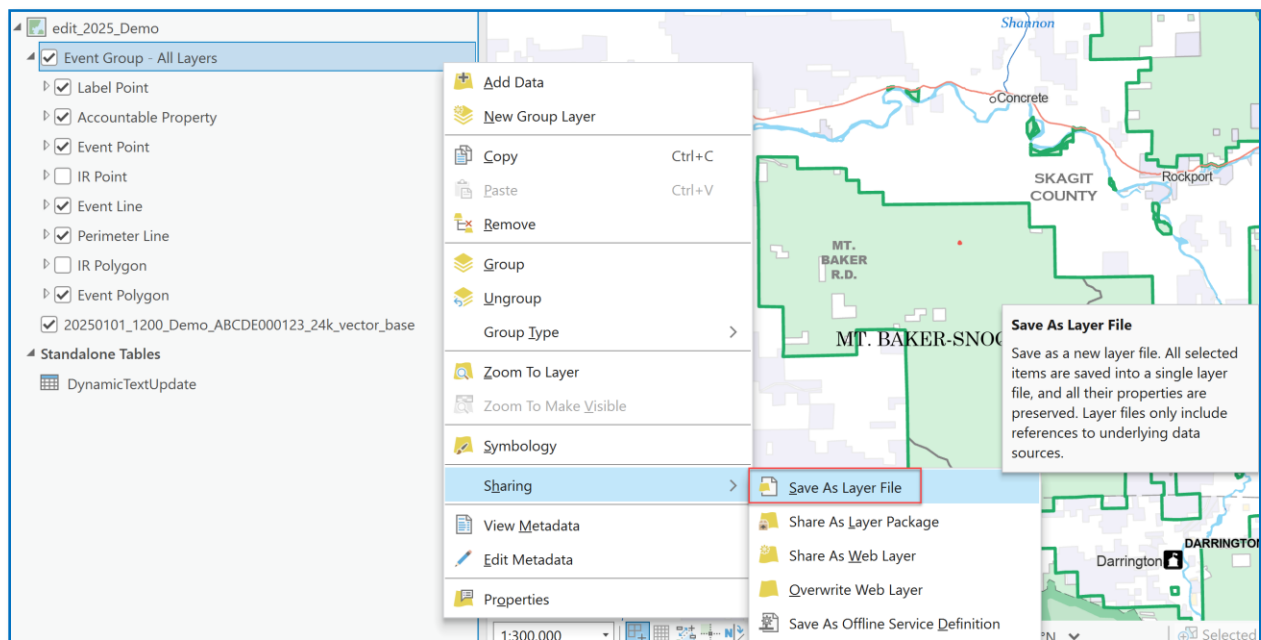 edit_2025_Demo
Event Group - All Layers
Label Point
Accountable Property
Event Point
IR Point
Event Line
Perimeter Line
IR Polygon
Event Polygon
20250101_1200_Demo_ABCDE000123_24k_vector_base
Standalone Tables
DynamicTextUpdate
Add Data
New Group Layer
Copy Ctrl+C
Paste Ctrl+V
Remove
Group
Ungroup
Group Type
Zoom To Layer
Zoom To Make Visible
Symbology
Sharing
View Metadata
Edit Metadata
Properties
Save As Layer File
Share As Layer Package
Share As Web Layer
Overwrite Web Layer
Save As Offline Service Definition
Save As Layer File
Save as a new layer file. All selected
items are saved into a single layer
file, and all their properties are
preserved. Layer files only include
references to underlying data
sources.
Shannon
Concrete
SKAGIT
COUNTY
Rockport
MT.
BAKER
R.D.
MT. BAKER-SNOQ
DARRINGTON
Darrington
1:300,000
°N
Selected